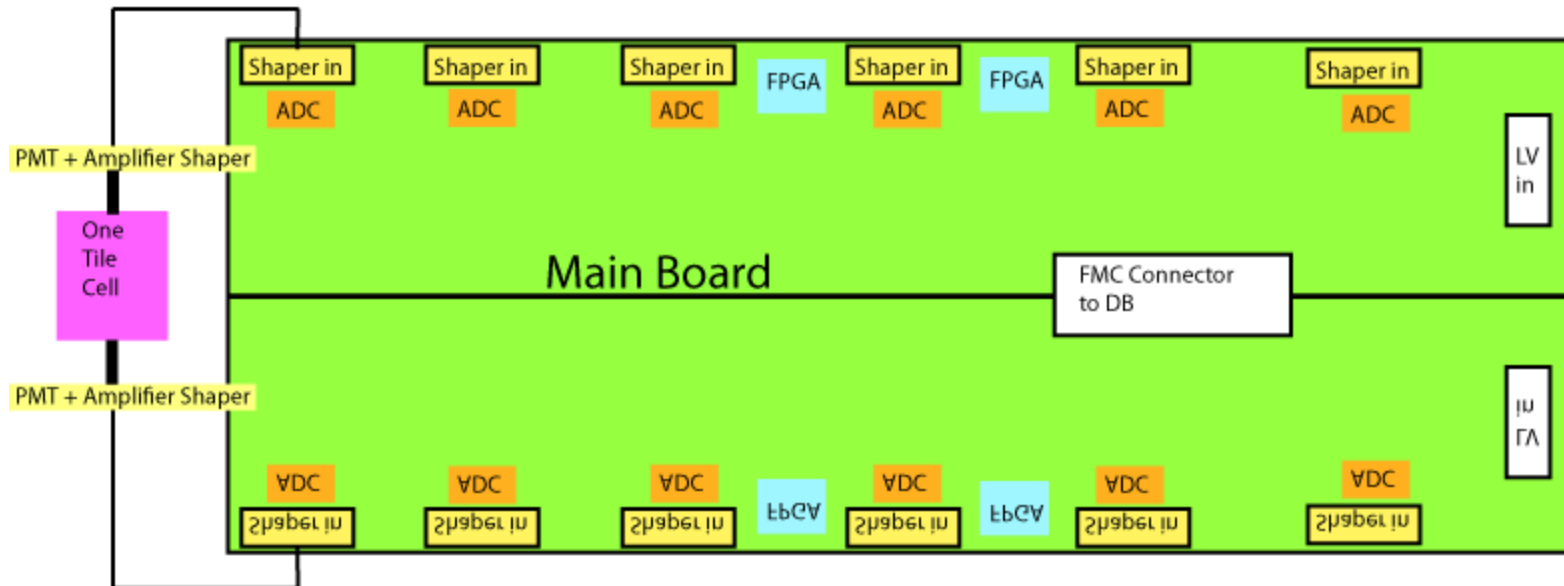 Shaper in
Shaper in
Shaper in
FPGA
Shaper in
FPGA
Shaper in
Shaper in
ADC
ADC
ADC
ADC
ADC
ADC
PMT + Amplifier Shaper
LV
in
One
Tile
Cell
Main Board
FMC Connector
to DB
PMT + Amplifier Shaper
in
LV
ADC
ADC
ADC
ADC
ADC
ADC
Shaper in
Shaper in
Shaper in
FPGA
Shaper in
FPGA
Shaper in
Shaper in